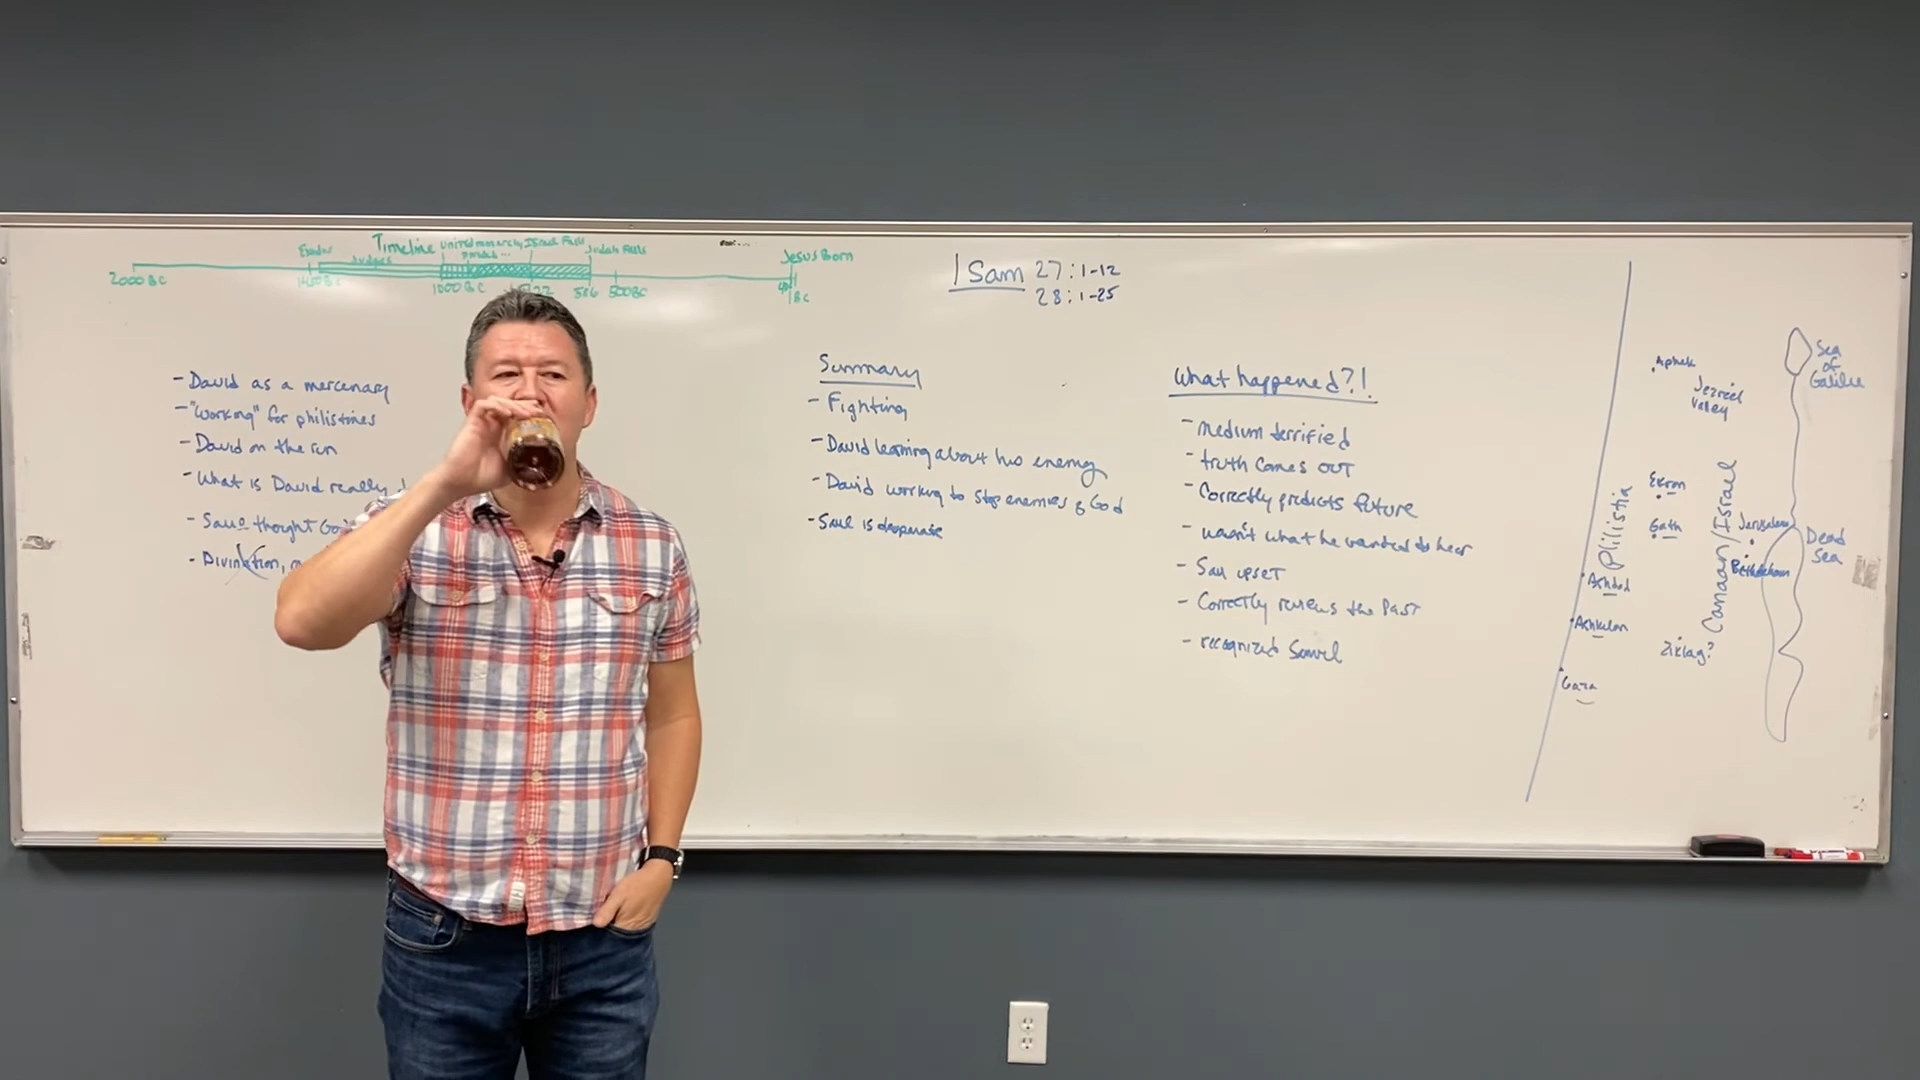 Timeline
united monarchy Israel Falls Judah Falls
Exodus
Judges
Jesus Born
2000 BC
1450 BC
1000 BC
586
500 BC
1 BC
1 Sam 27:1-12
28:1-25
- David as a mercenary
- "Working" for philistines
- David on the run
- What is David really
- Saul thought God
- Divination,
Summary
- Fighting
- David learning about his enemy
- David working to stop enemies of God
- Saul is desperate
What happened?!
- medium terrified
- truth comes out
- Correctly predicts future
- wasn't what he wanted to hear
- Saul upset
- Correctly reviews the Past
- recognized Samuel
Aphek
Jezreel
Valley
Sea
of
Galilee
Philistia
Canaan/Israel
Ekron
Gath
Jerusalem
Bethlehem
Dead
Sea
Ashdod
Ashkelon
Ziklag?
Gaza